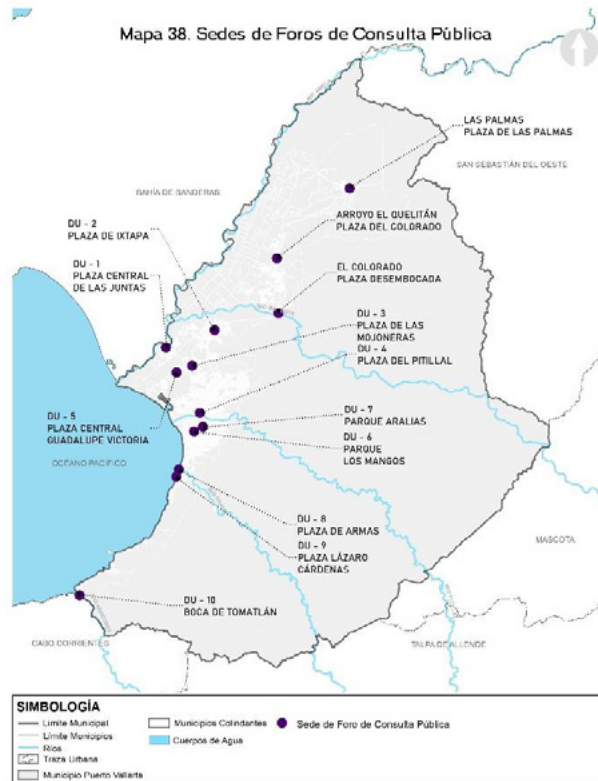 Mapa 38. Sedes de Foros de Consulta Pública
LAS PALMAS
PLAZA DE LAS PALMAS
SAN SEBASTIÁN DEL OESTE
BAHÍA DE BANDERAS
ARROYO EL QUELITÁN
PLAZA DEL COLORADO
DU - 2
PLAZA DE IXTAPA
DU - 1
PLAZA CENTRAL
DE LAS JUNTAS
EL COLORADO
PLAZA DESEMBOCADA
DU - 3
PLAZA DE LAS
MOJONERAS
DU - 4
PLAZA DEL PITILLAL
DU - 5
PLAZA CENTRAL
GUADALUPE VICTORIA
DU - 7
PARQUE ARALIAS
DU - 6
PARQUE
LOS MANGOS
OCÉANO PACÍFICO
DU - 8
PLAZA DE ARMAS
DU - 9
PLAZA LÁZARO
CÁRDENAS
MASCOTA
DU - 10
BOCA DE TOMATLÁN
CABO CORRIENTES
TALPA DE ALLENDE
SIMBOLOGÍA
Límite Municipal
Límite Municipios
Ríos
Traza Urbana
Municipio Puerto Vallarta
Municipios Colindantes
Cuerpos de Agua
Sede de Foro de Consulta Pública